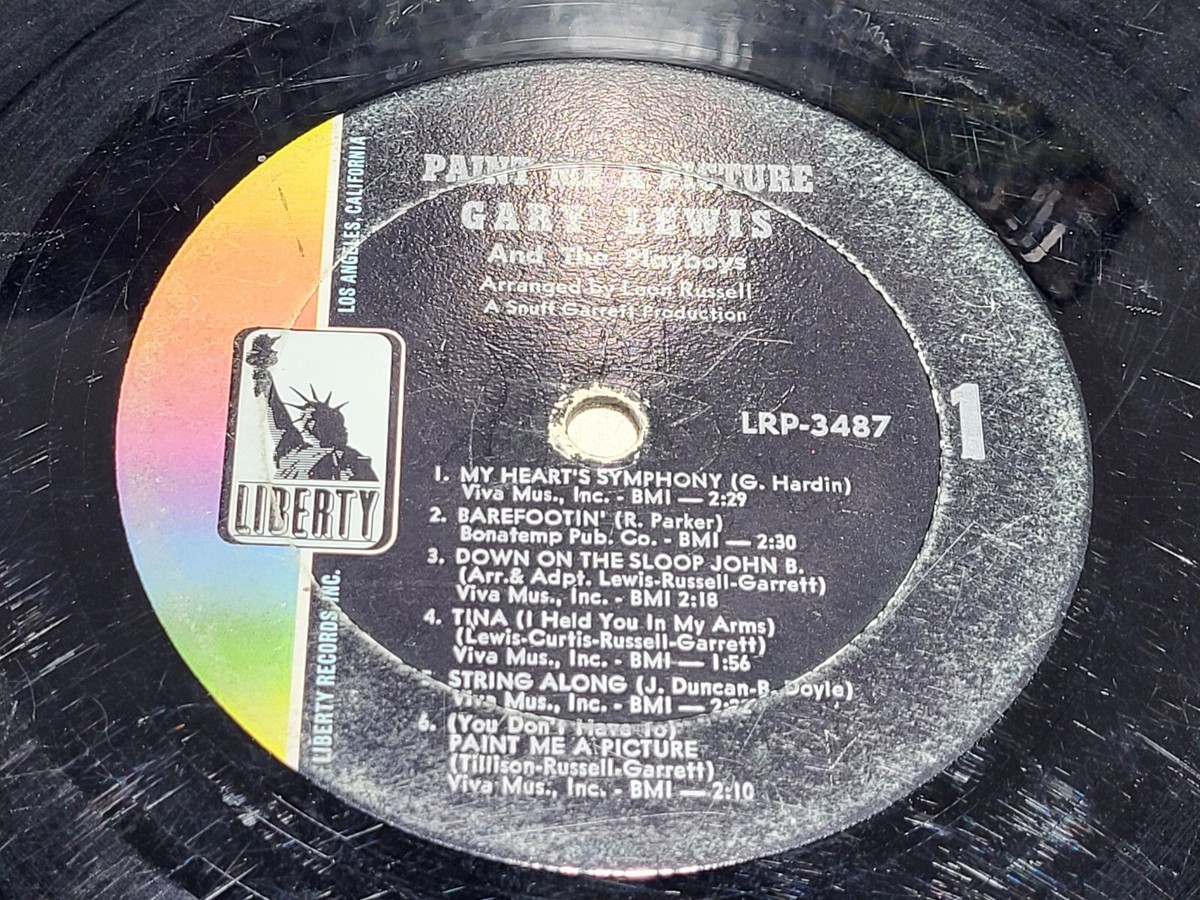 PAINT ME A PICTURE
GARY LEWIS
And The Playboys
Arranged by Leon Russell
A Snuff Garrett Production
LOS ANGELES, CALIFORNIA
LIBERTY
LIBERTY RECORDS, INC.
LRP-3487
1
1. MY HEART'S SYMPHONY (G. Hardin)
Viva Mus., Inc. - BMI — 2:29
2. BAREFOOTIN' (R. Parker)
Bonatemp Pub. Co. - BMI — 2:30
3. DOWN ON THE SLOOP JOHN B.
(Arr.& Adpt. Lewis-Russell-Garrett)
Viva Mus., Inc. - BMI 2:18
4. TINA (I Held You In My Arms)
(Lewis-Curtis-Russell-Garrett)
Viva Mus., Inc. - BMI — 1:56
STRING ALONG (J. Duncan-B. Doyle)
Viva Mus., Inc. - BMI —
6. (You Don't Have To)
PAINT ME A PICTURE
(Tillison-Russell-Garrett)
Viva Mus., Inc. - BMI — 2:10